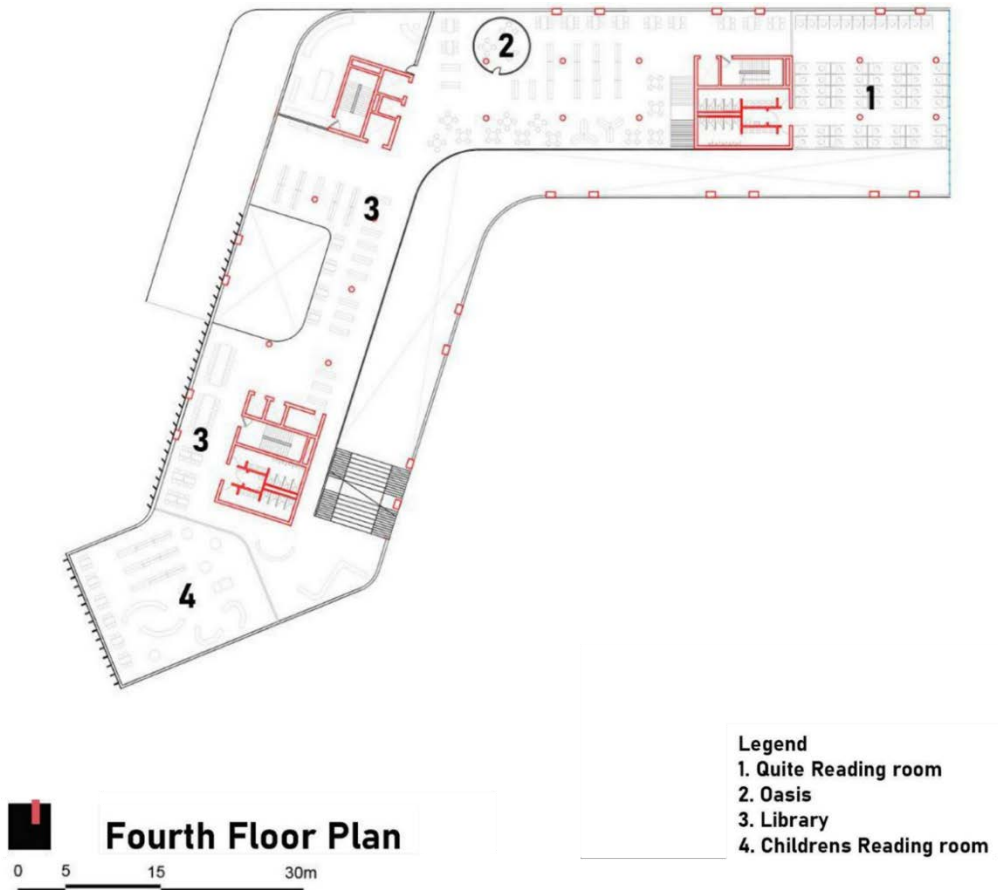 2
1
3
3
4
Legend
1. Quite Reading room
2. Oasis
3. Library
4. Childrens Reading room
Fourth Floor Plan
0 5 15 30m